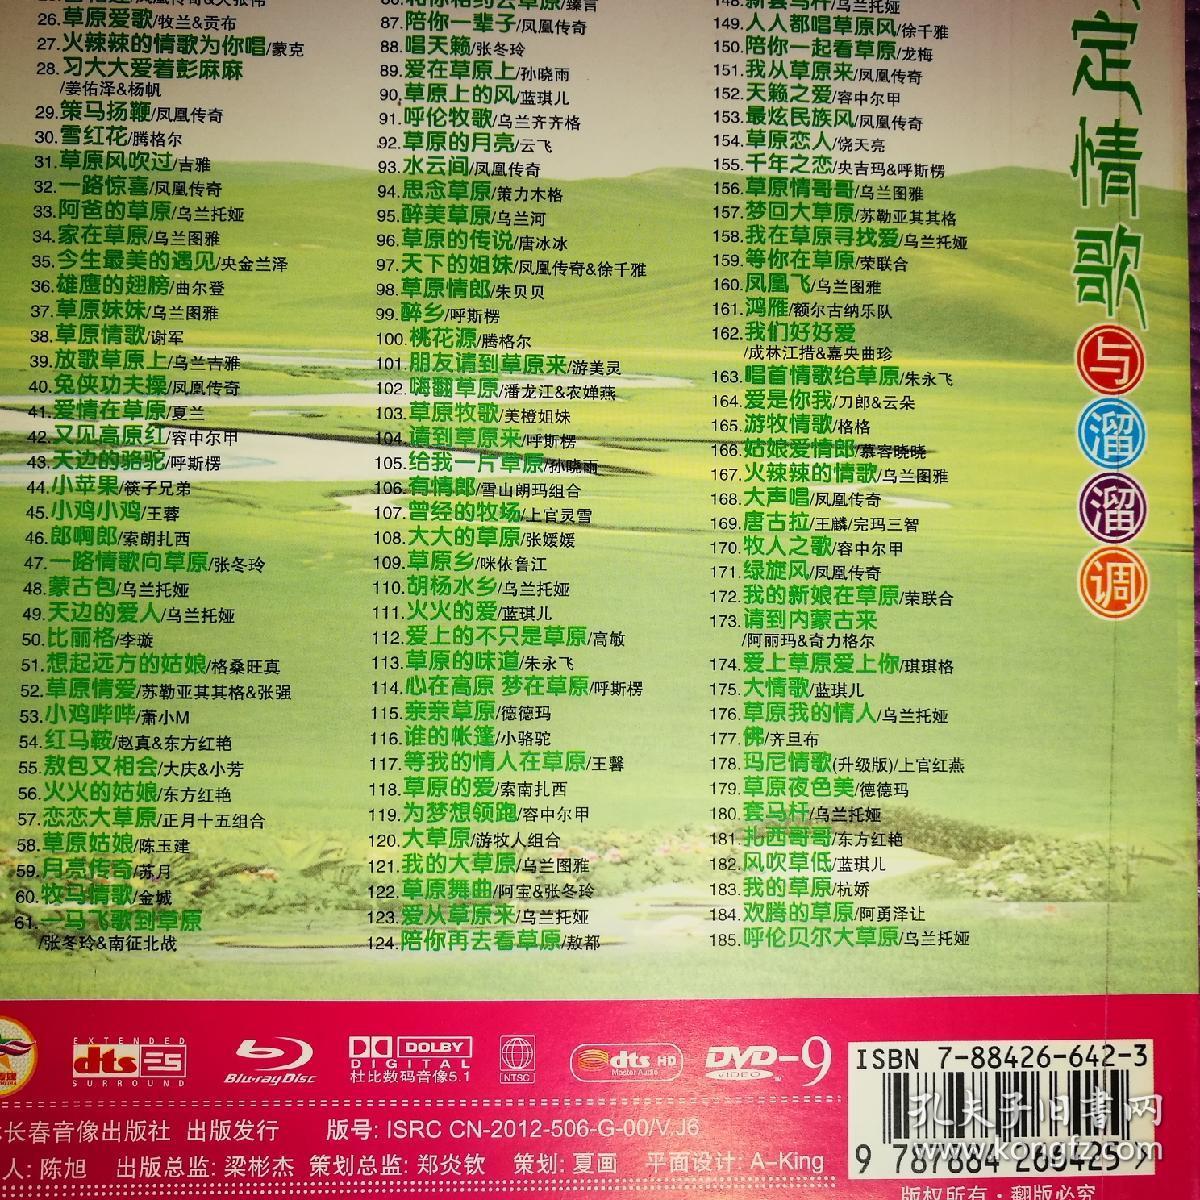 26.草原爱歌/牧兰&贡布
27.火辣辣的情歌为你唱/蒙克
28.习大大爱着彭麻麻
/姜佑泽&杨帆
29.策马扬鞭/凤凰传奇
30.雪红花/腾格尔
31.草原风吹过/吉雅
32.一路惊喜/凤凰传奇
33.阿爸的草原/乌兰托娅
34.家在草原/乌兰图雅
35.今生最美的遇见/央金兰泽
36.雄鹰的翅膀/曲尔登
37.草原妹妹/乌兰图雅
38.草原情歌/谢军
39.放歌草原上/乌兰吉雅
40.兔侠功夫操/凤凰传奇
41.爱情在草原/夏兰
42.又见高原红/容中尔甲
43.天边的骆驼/呼斯楞
44.小苹果/筷子兄弟
45.小鸡小鸡/王蓉
46.郎啊郎/索朗扎西
47.一路情歌向草原/张冬玲
48.蒙古包/乌兰托娅
49.天边的爱人/乌兰托娅
50.比丽格/李璇
51.想起远方的姑娘/格桑旺真
52.草原情爱/苏勒亚其其格&张强
53.小鸡哔哔/萧小M
54.红马鞍/赵真&东方红艳
55.敖包又相会/大庆&小芳
56.火火的姑娘/东方红艳
57.恋恋大草原/正月十五组合
58.草原姑娘/陈玉建
59.月亮传奇/苏月
60.牧马情歌/金城
61.一马飞歌到草原
/张冬玲&南征北战
87.陪你一辈子/凤凰传奇
88.唱天籁/张冬玲
89.爱在草原上/孙晓雨
90.草原上的风/蓝琪儿
91.呼伦牧歌/乌兰齐齐格
92.草原的月亮/云飞
93.水云间/凤凰传奇
94.思念草原/策力木格
95.醉美草原/乌兰河
96.草原的传说/唐冰冰
97.天下的姐妹/凤凰传奇&徐千雅
98.草原情郎/朱贝贝
99.醉乡/呼斯楞
100.桃花源/腾格尔
101.朋友请到草原来/游美灵
102.嗨翻草原/潘龙江&农婵燕
103.草原牧歌/美橙姐妹
104.请到草原来/呼斯楞
105.给我一片草原/孙晓雨
106.有情郎/雪山朗玛组合
107.曾经的牧场/上官灵雪
108.大大的草原/张媛媛
109.草原乡/咪依鲁江
110.胡杨水乡/乌兰托娅
111.火火的爱/蓝琪儿
112.爱上的不只是草原/高敏
113.草原的味道/朱永飞
114.心在高原 梦在草原/呼斯楞
115.亲亲草原/德德玛
116.谁的帐篷/小骆驼
117.等我的情人在草原/王馨
118.草原的爱/索南扎西
119.为梦想领跑/容中尔甲
120.大草原/游牧人组合
121.我的大草原/乌兰图雅
122.草原舞曲/阿宝&张冬玲
123.爱从草原来/乌兰托娅
124.陪你再去看草原/敖都
149.人人都唱草原风/徐千雅
150.陪你一起看草原/龙梅
151.我从草原来/凤凰传奇
152.天籁之爱/容中尔甲
153.最炫民族风/凤凰传奇
154.草原恋人/饶天亮
155.千年之恋/央吉玛&呼斯楞
156.草原情哥哥/乌兰图雅
157.梦回大草原/苏勒亚其其格
158.我在草原寻找爱/乌兰托娅
159.等你在草原/荣联合
160.凤凰飞/乌兰图雅
161.鸿雁/额尔古纳乐队
162.我们好好爱
/成林江措&嘉央曲珍
163.唱首情歌给草原/朱永飞
164.爱是你我/刀郎&云朵
165.游牧情歌/格格
166.姑娘爱情郎/慕容晓晓
167.火辣辣的情歌/乌兰图雅
168.大声唱/凤凰传奇
169.唐古拉/王麟/完玛三智
170.牧人之歌/容中尔甲
171.绿旋风/凤凰传奇
172.我的新娘在草原/荣联合
173.请到内蒙古来
/阿丽玛&奇力格尔
174.爱上草原爱上你/琪琪格
175.大情歌/蓝琪儿
176.草原我的情人/乌兰托娅
177.佛/齐旦布
178.玛尼情歌(升级版)/上官红燕
179.草原夜色美/德德玛
180.套马杆/乌兰托娅
181.扎西哥哥/东方红艳
182.风吹草低/蓝琪儿
183.我的草原/杭娇
184.欢腾的草原/阿勇泽让
185.呼伦贝尔大草原/乌兰托娅
定情歌
与溜溜调
EXTENDED
dts ES
SURROUND
Blu-ray Disc
DOLBY
DIGITAL
杜比数码音像5.1
NTSC
dts HD
Master Audio
DVD-9
VIDEO
ISBN 7-88426-642-3
长春音像出版社 出版发行 版号: ISRC CN-2012-506-G-00/V.J6
人: 陈旭 出版总监: 梁彬杰 策划总监: 郑炎钦 策划: 夏画 平面设计: A-King
9 787884 266425 >
孔夫子旧书网
www.kongfz.com
版权所有·翻版必究